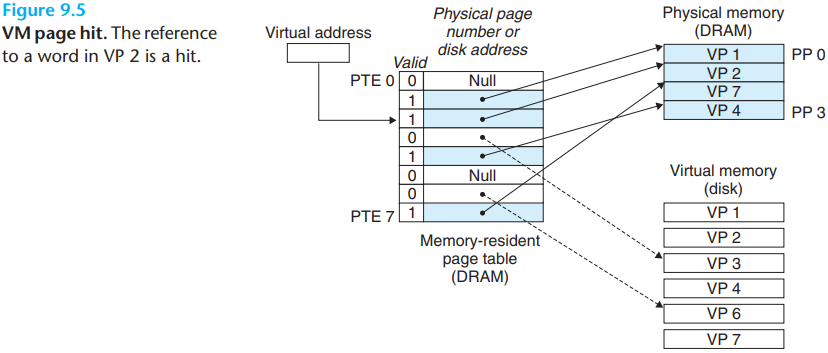 Figure 9.5
VM page hit. The reference
to a word in VP 2 is a hit.
Virtual address
Physical page
number or
disk address
Valid
PTE 0 0 Null
1
1
0
1
0 Null
0
PTE 7 1
Memory-resident
page table
(DRAM)
Physical memory
(DRAM)
VP 1 PP 0
VP 2
VP 7
VP 4 PP 3
Virtual memory
(disk)
VP 1
VP 2
VP 3
VP 4
VP 6
VP 7